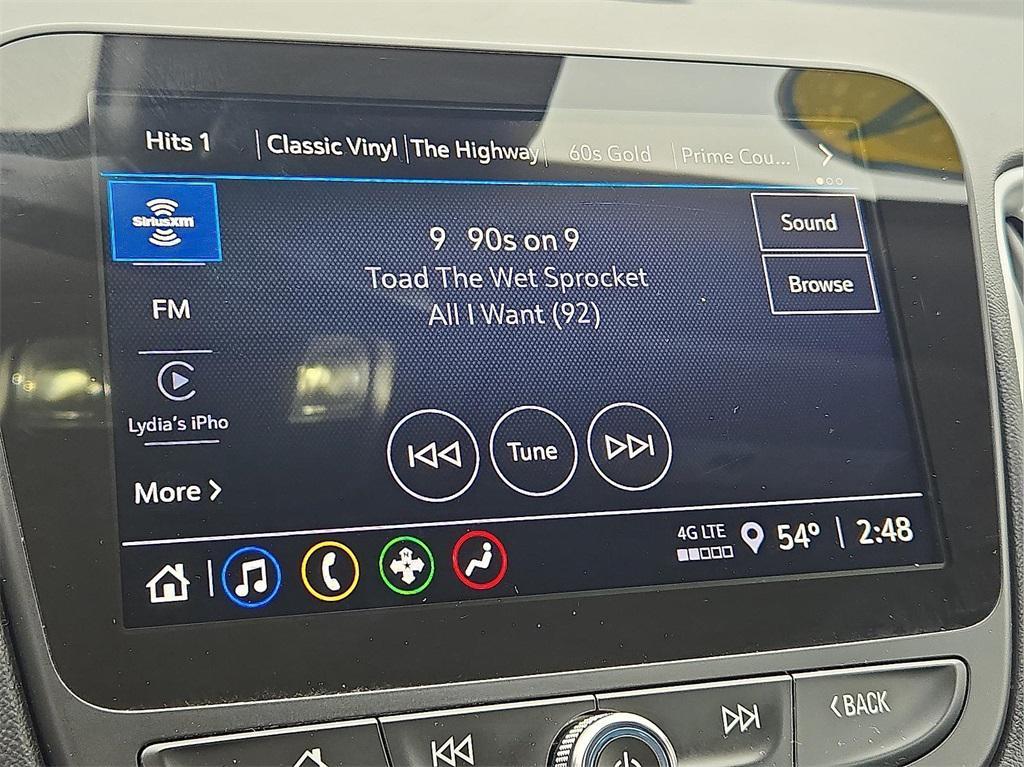 Hits 1 Classic Vinyl The Highway 60s Gold Prime Cou...
SiriusXM
FM
Lydia's iPho
More
9 90s on 9
Toad The Wet Sprocket
All I Want (92)
Sound
Browse
Tune
4G LTE 54° 2:48
BACK